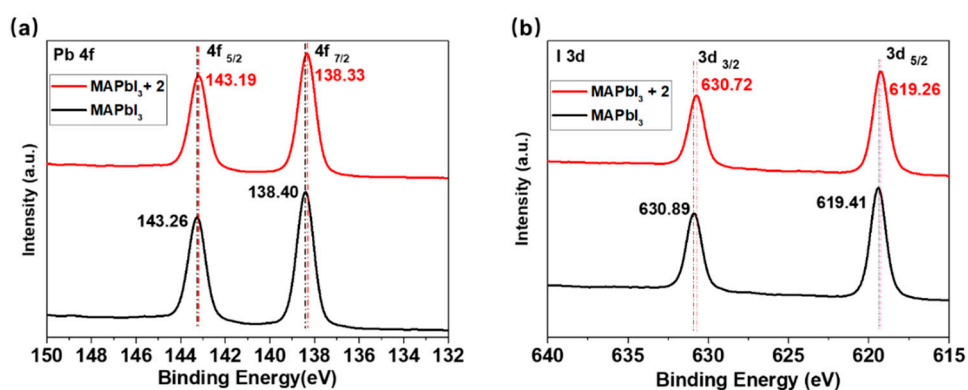 (a)
Pb 4f
4f 5/2
4f 7/2
143.19
138.33
MAPbI₃+ 2
MAPbI₃
143.26
138.40
Intensity (a.u.)
150 148 146 144 142 140 138 136 134 132
Binding Energy(eV)
(b)
I 3d
3d 3/2
3d 5/2
630.72
619.26
MAPbI₃ + 2
MAPbI₃
630.89
619.41
Intensity (a.u.)
640 635 630 625 620 615
Binding Energy (eV)